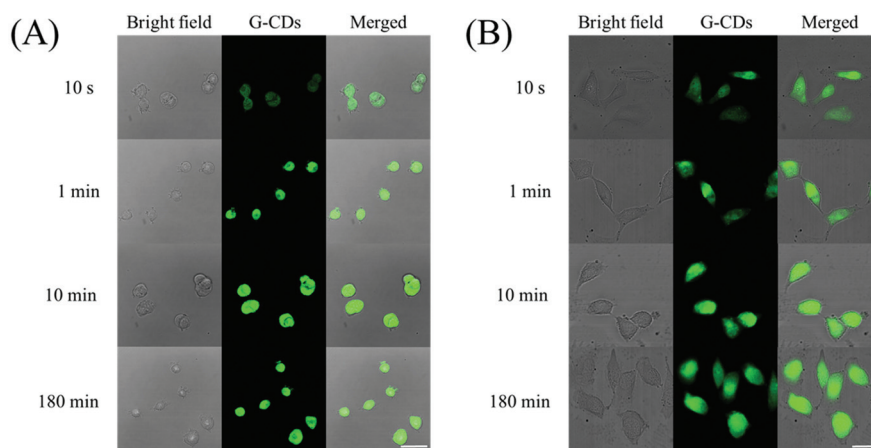 (A)
Bright field G-CDs Merged
10 s
1 min
10 min
180 min
(B)
Bright field G-CDs Merged
10 s
1 min
10 min
180 min